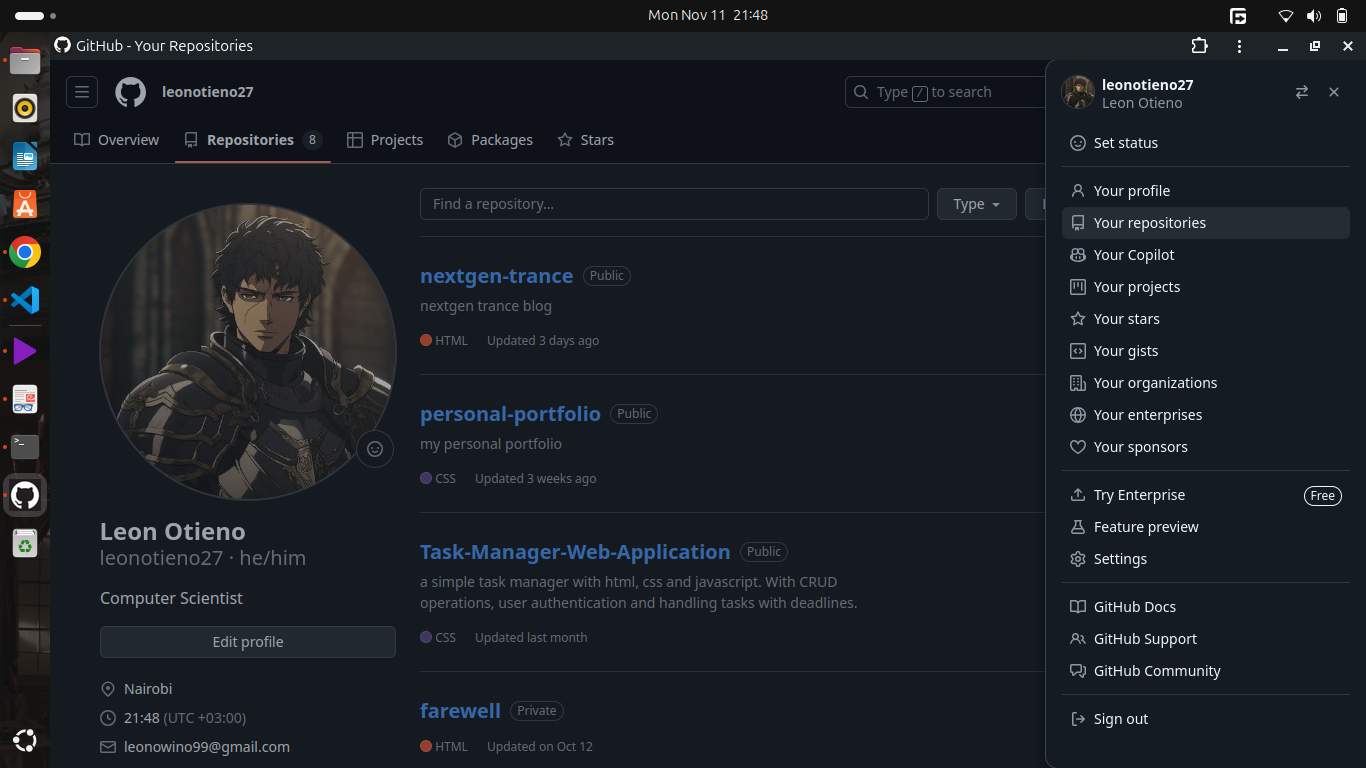 Mon Nov 11 21:48
GitHub - Your Repositories
leonotieno27
Type / to search
Overview
Repositories 8
Projects
Packages
Stars
Find a repository...
Type
nextgen-trance Public
nextgen trance blog
HTML Updated 3 days ago
personal-portfolio Public
my personal portfolio
CSS Updated 3 weeks ago
Task-Manager-Web-Application Public
a simple task manager with html, css and javascript. With CRUD
operations, user authentication and handling tasks with deadlines.
CSS Updated last month
farewell Private
HTML Updated on Oct 12
Leon Otieno
leonotieno27 · he/him
Computer Scientist
Edit profile
Nairobi
21:48 (UTC +03:00)
leonowino99@gmail.com
leonotieno27
Leon Otieno
Set status
Your profile
Your repositories
Your Copilot
Your projects
Your stars
Your gists
Your organizations
Your enterprises
Your sponsors
Try Enterprise Free
Feature preview
Settings
GitHub Docs
GitHub Support
GitHub Community
Sign out